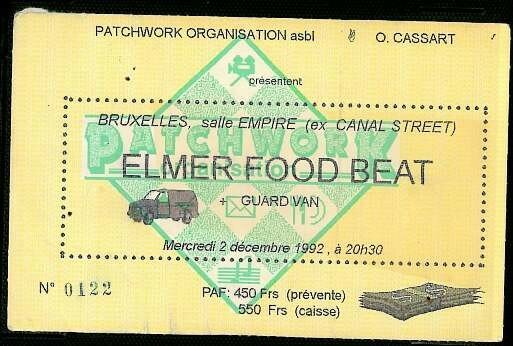 PATCHWORK ORGANISATION asbl O. CASSART
présentent
BRUXELLES, salle EMPIRE (ex CANAL STREET)
PATCHWORK
ELMER FOOD BEAT
+ GUARD VAN
Mercredi 2 décembre 1992, à 20h30
N° 0122
PAF: 450 Frs (prévente)
550 Frs (caisse)